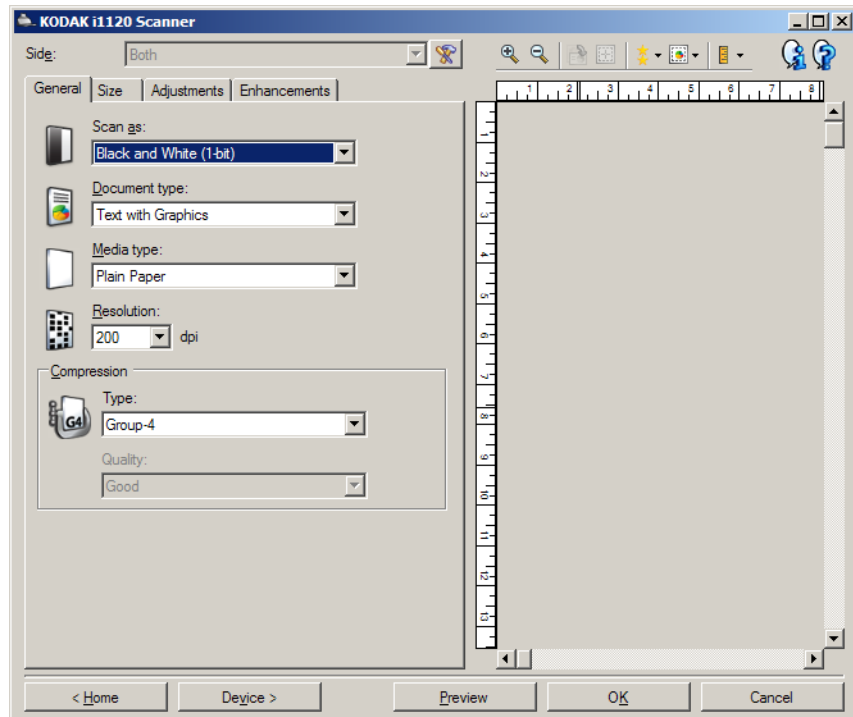 KODAK i1120 Scanner
Side:
Both
General
Size
Adjustments
Enhancements
Scan as:
Black and White (1-bit)
Document type:
Text with Graphics
Media type:
Plain Paper
Resolution:
200
dpi
Compression
Type:
G4
Group-4
Quality:
Good
1 2 3 4 5 6 7 8
1
2
3
4
5
6
7
8
9
10
11
12
13
< Home
Device >
Preview
OK
Cancel